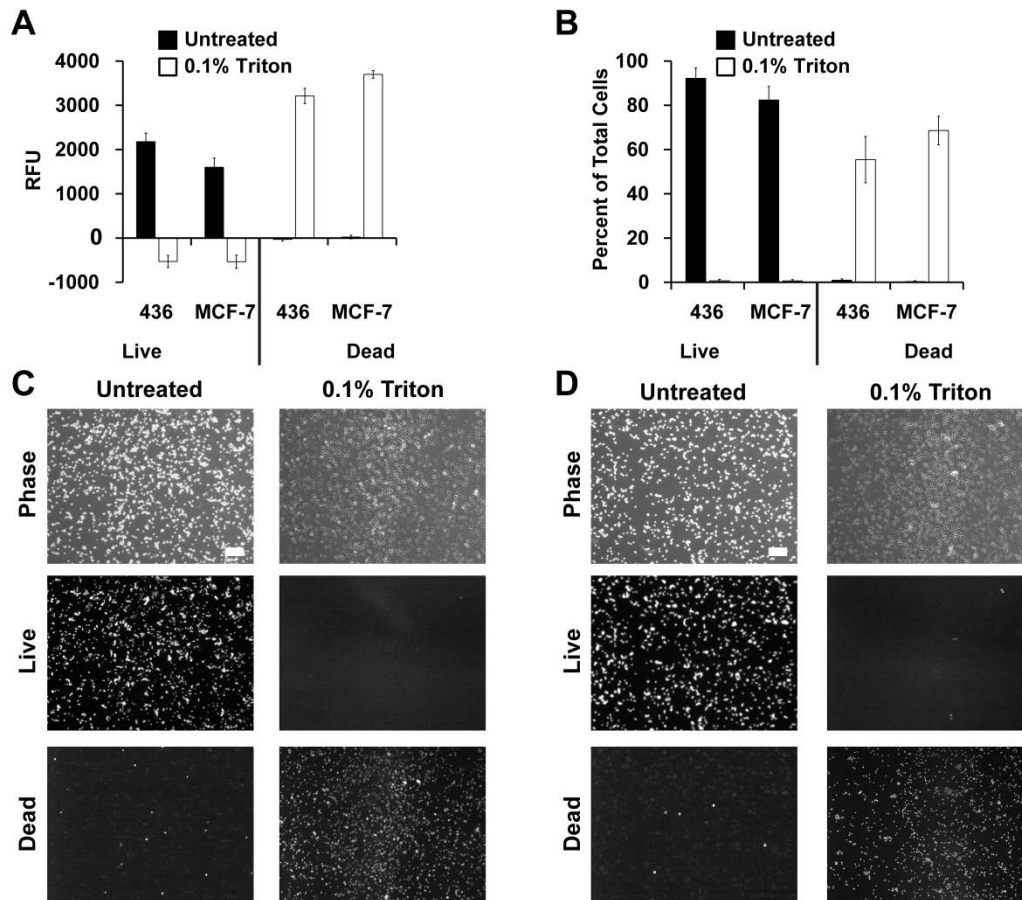 A
Untreated
0.1% Triton
4000
3000
2000
1000
0
-1000
RFU
436 MCF-7 436 MCF-7
Live Dead
B
Untreated
0.1% Triton
100
80
60
40
20
0
Percent of Total Cells
436 MCF-7 436 MCF-7
Live Dead
C
Untreated 0.1% Triton
Phase
Live
Dead
D
Untreated 0.1% Triton
Phase
Live
Dead